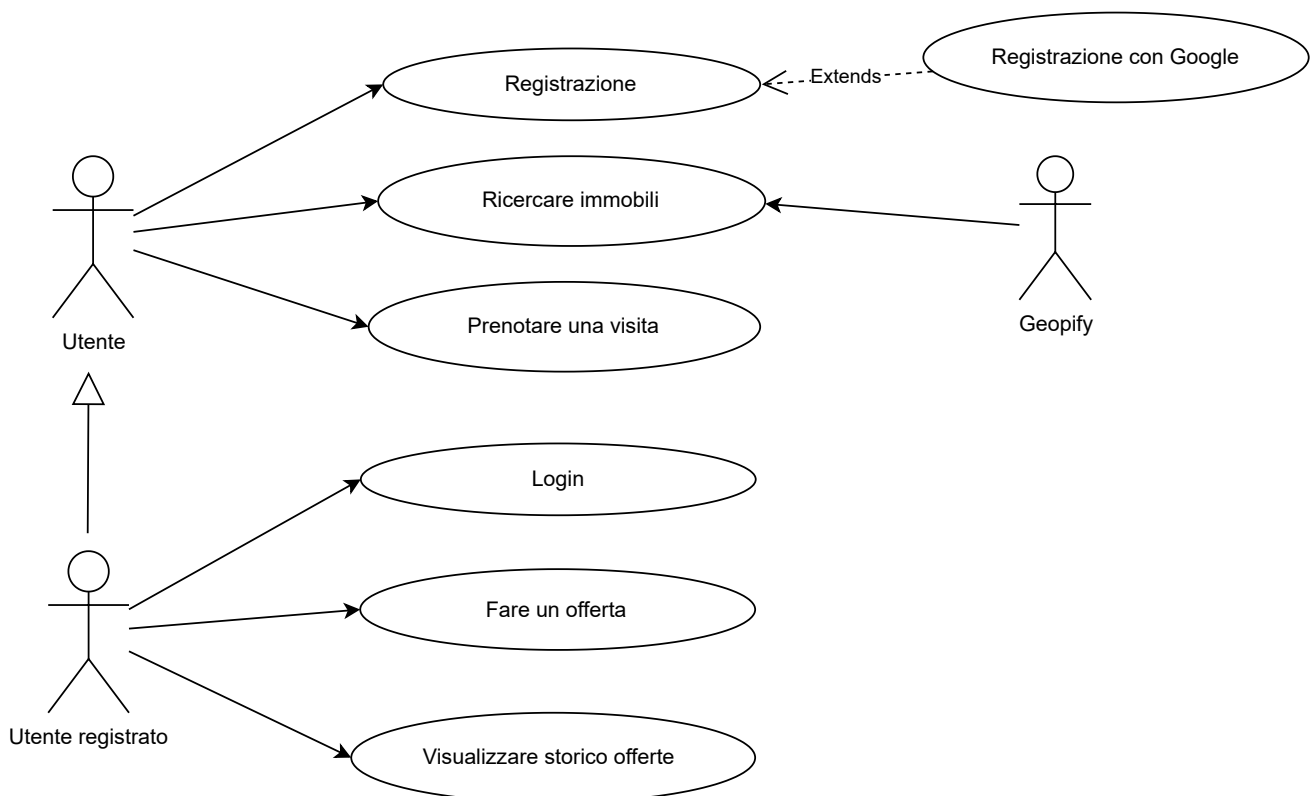 Registrazione con Google
Extends
Registrazione
Ricercare immobili
Prenotare una visita
Utente
Geopify
Login
Fare un offerta
Utente registrato
Visualizzare storico offerte